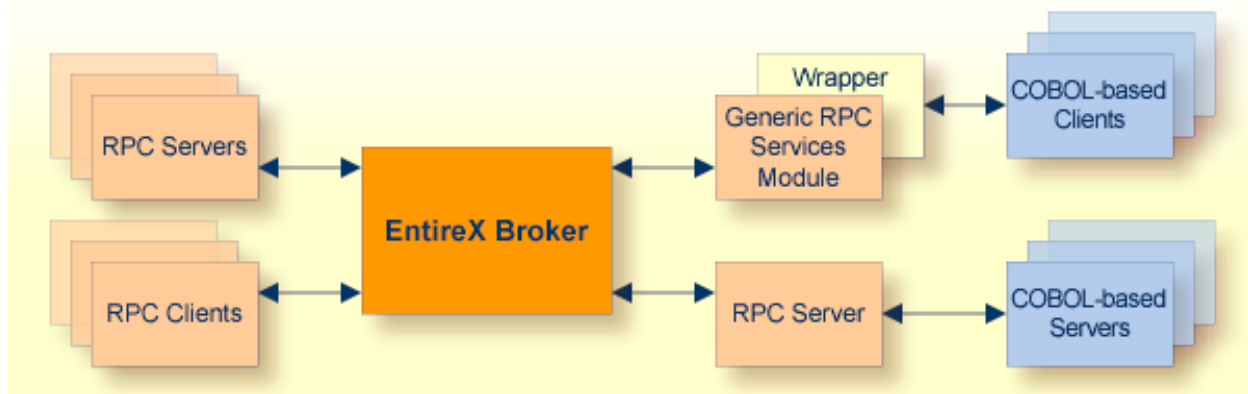 Wrapper
COBOL-based
Clients
Generic RPC
Services
Module
RPC Servers
EntireX Broker
RPC Clients
RPC Server
COBOL-based
Servers